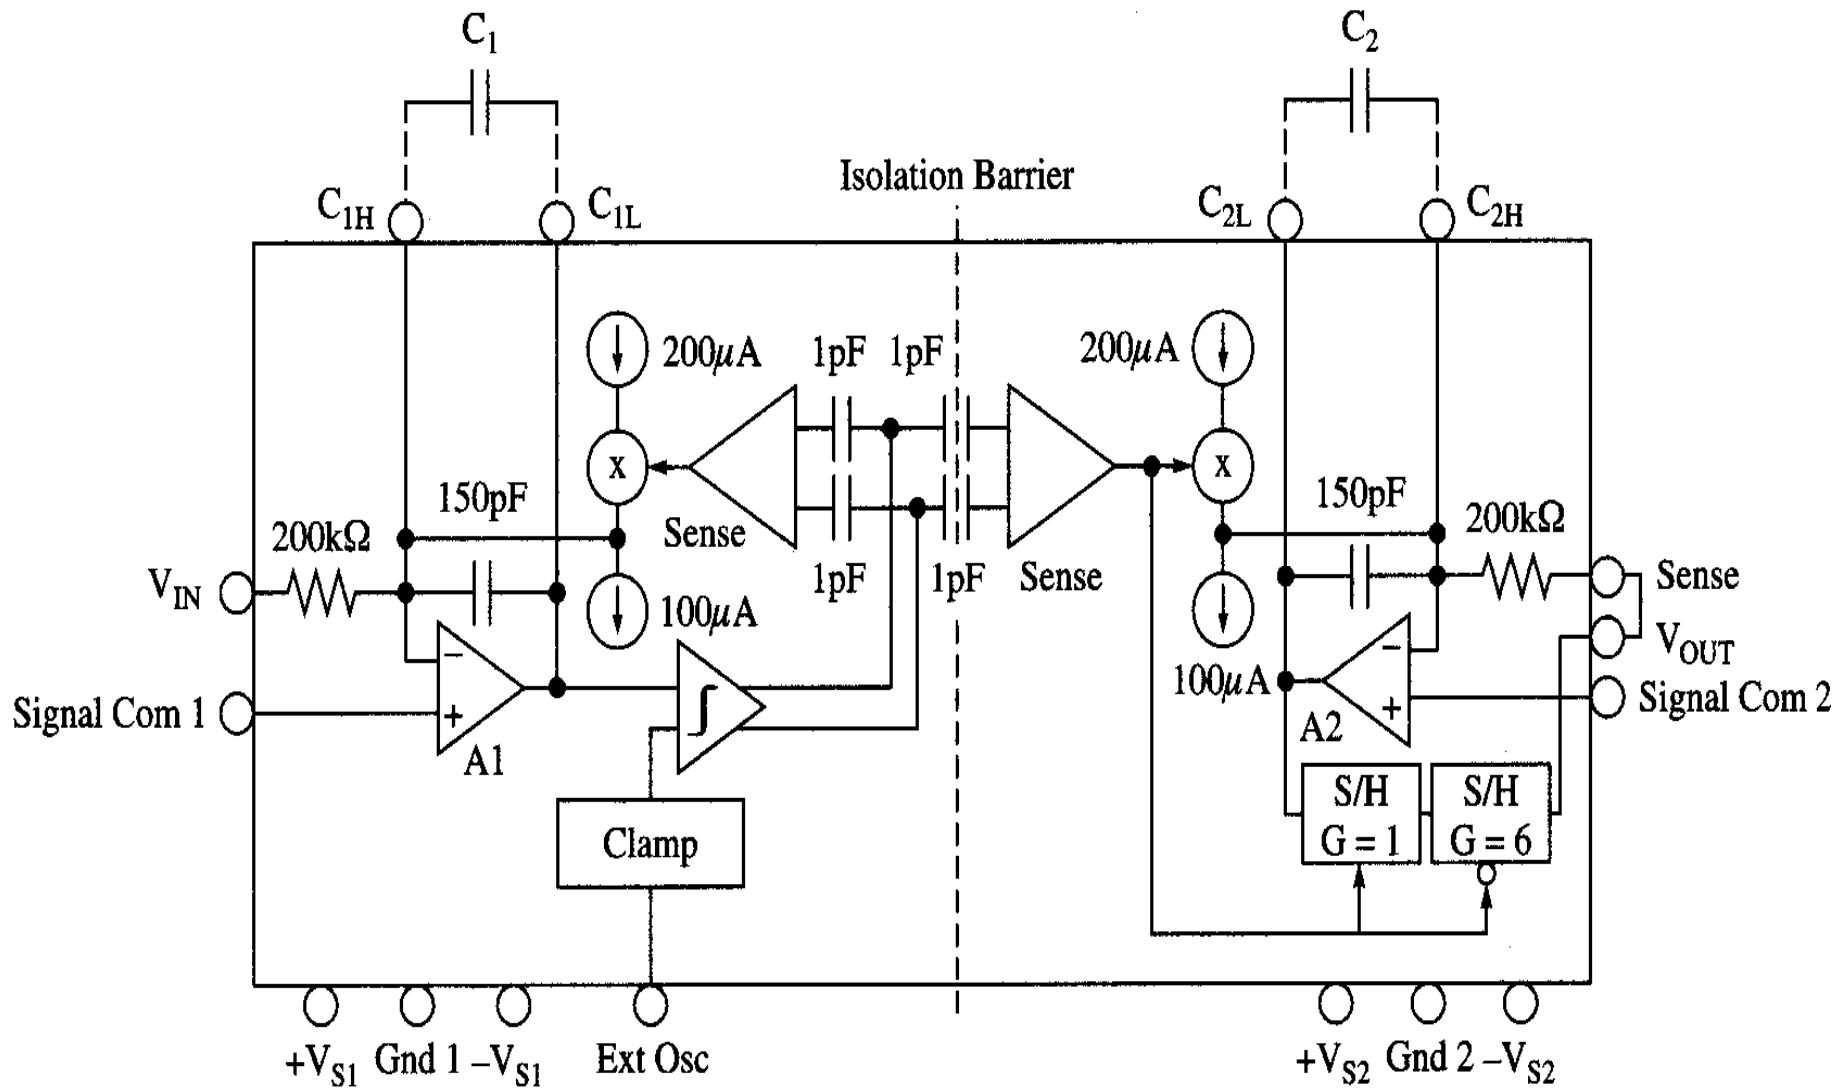 C1
C2
Isolation Barrier
C1H
C1L
C2L
C2H
200μA
1pF
1pF
200μA
X
X
150pF
150pF
200kΩ
Sense
200kΩ
VIN
1pF
1pF
Sense
Sense
100μA
−
−
VOUT
100μA
Signal Com 1
+
∫
+
Signal Com 2
A1
A2
S/H
G = 1
S/H
G = 6
Clamp
+VS1
Gnd 1
–VS1
Ext Osc
+VS2
Gnd 2
–VS2